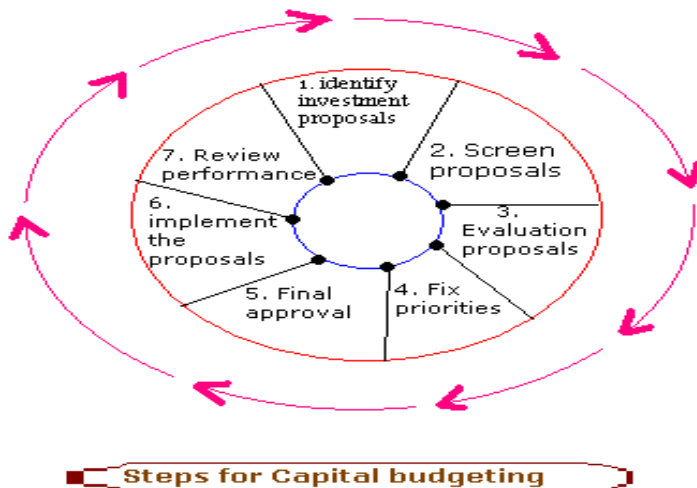 1. identify
investment
proposals
2. Screen
proposals
3.
Evaluation
proposals
4. Fix
priorities
5. Final
approval
6.
implement
the
proposals
7. Review
performance
Steps for Capital budgeting